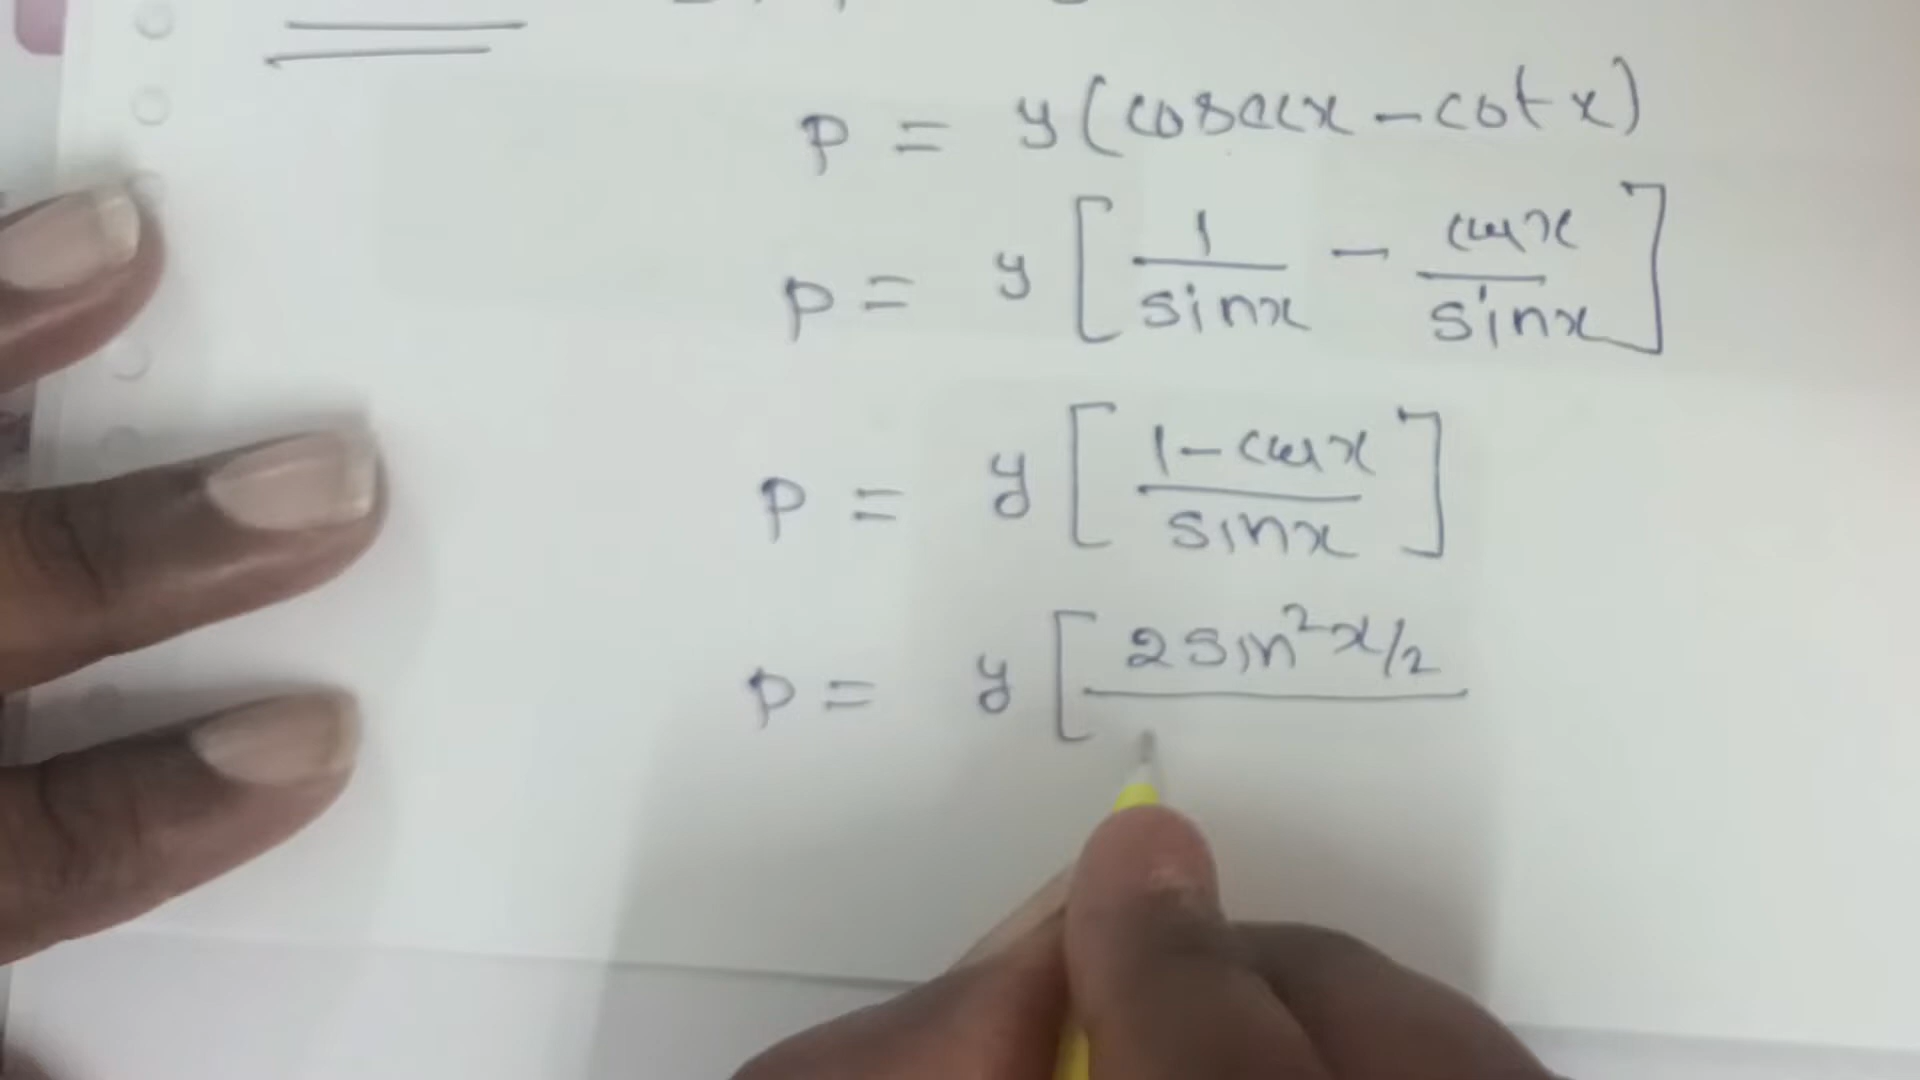 p = y (cosecx - cot x)
p = y [ 1/sinx - cosx/sinx ]
p = y [ 1-cosx/sinx ]
p = y [ 2sin²x/2